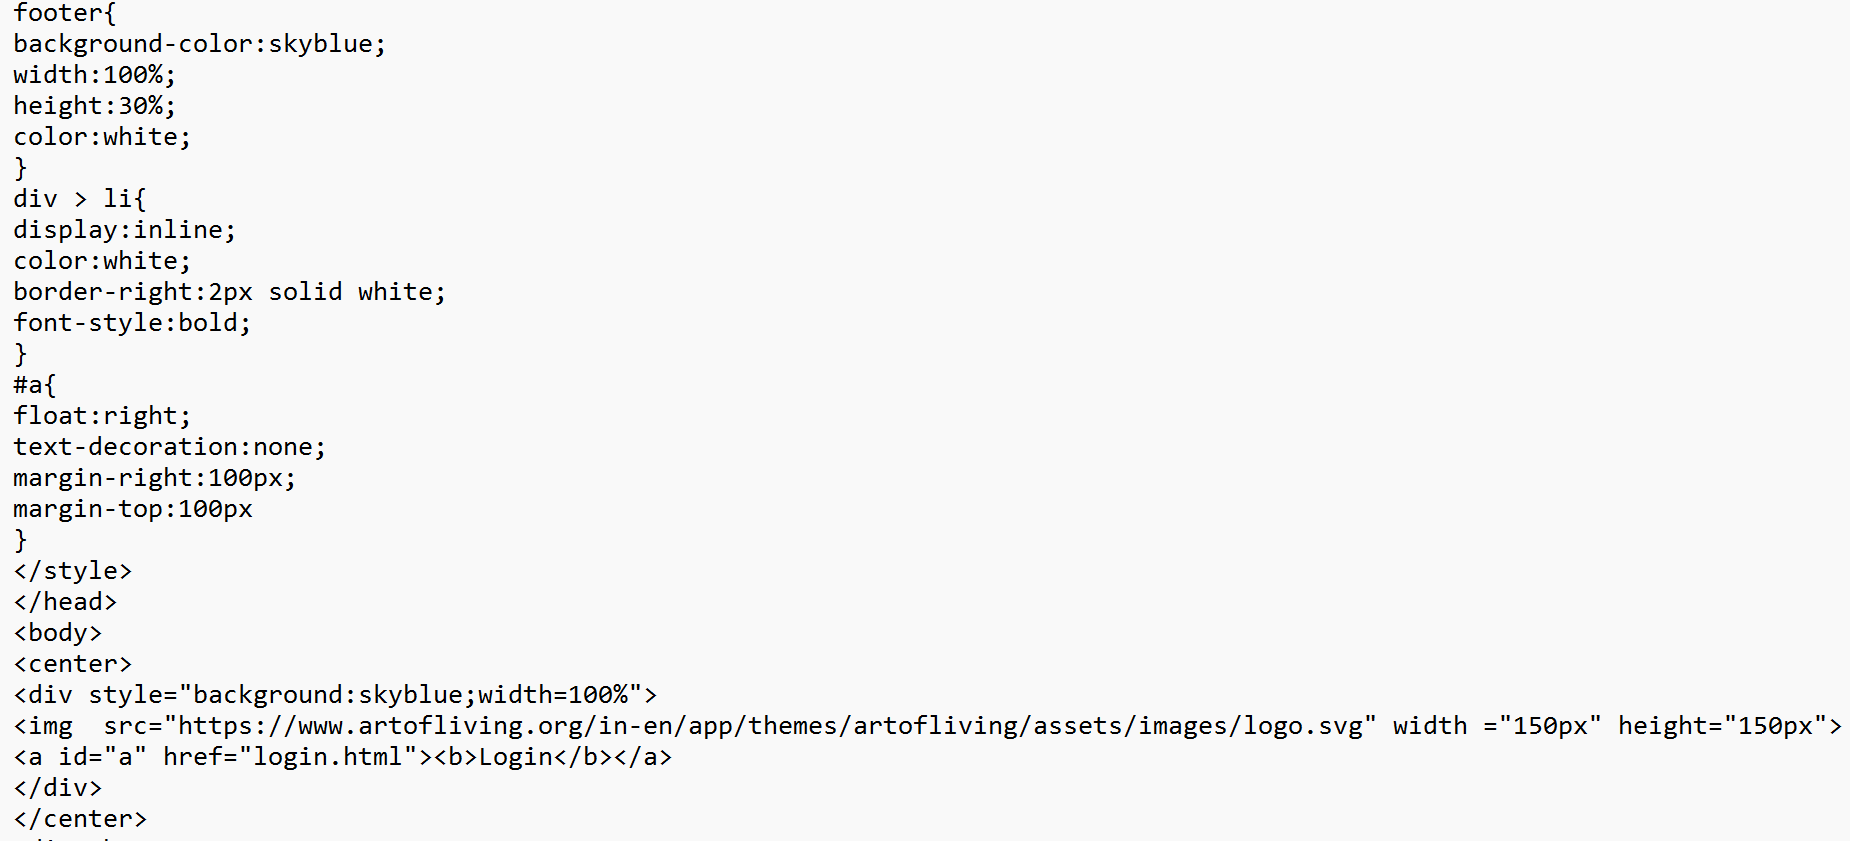 footer{
background-color:skyblue;
width:100%;
height:30%;
color:white;
}
div > li{
display:inline;
color:white;
border-right:2px solid white;
font-style:bold;
}
#a{
float:right;
text-decoration:none;
margin-right:100px;
margin-top:100px
}
</style>
</head>
<body>
<center>
<div style="background:skyblue;width=100%">
<img  src="https://www.artofliving.org/in-en/app/themes/artofliving/assets/images/logo.svg" width ="150px" height="150px">
<a id="a" href="login.html"><b>Login</b></a>
</div>
</center>